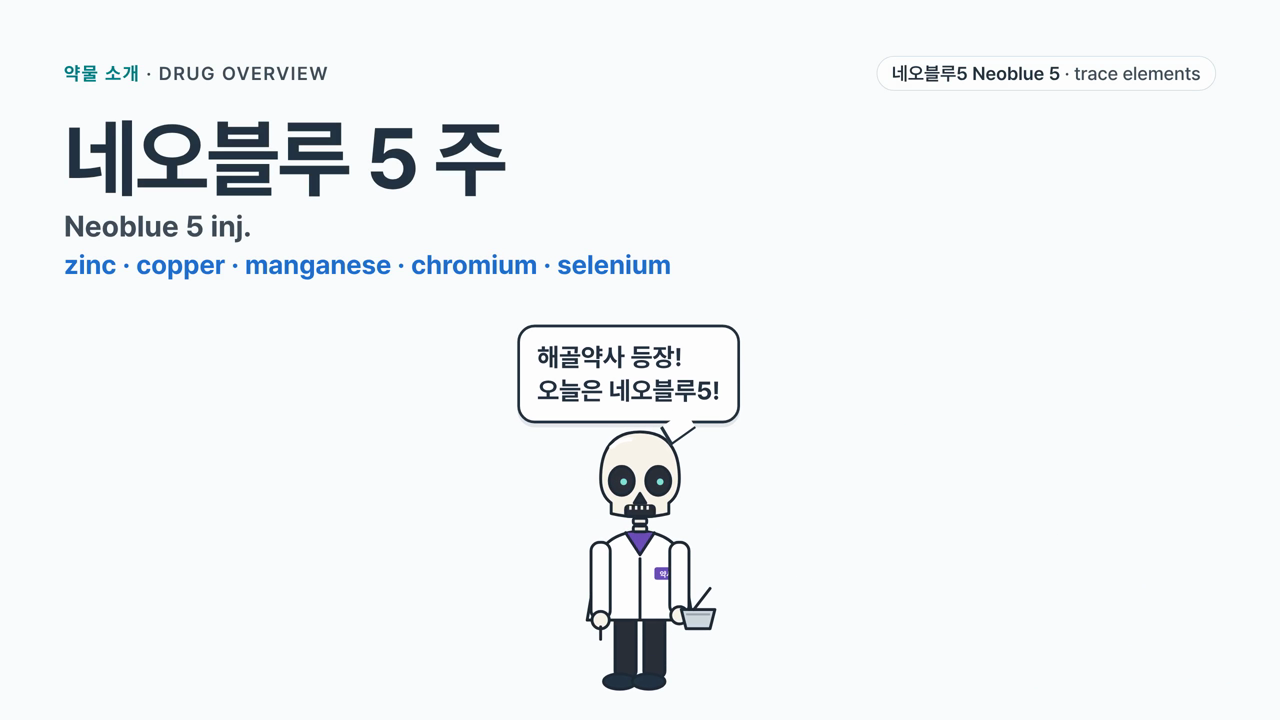 약물 소개 · DRUG OVERVIEW
네오블루5 Neoblue 5 · trace elements
네오블루 5 주
Neoblue 5 inj.
zinc · copper · manganese · chromium · selenium
해골약사 등장!
오늘은 네오블루5!